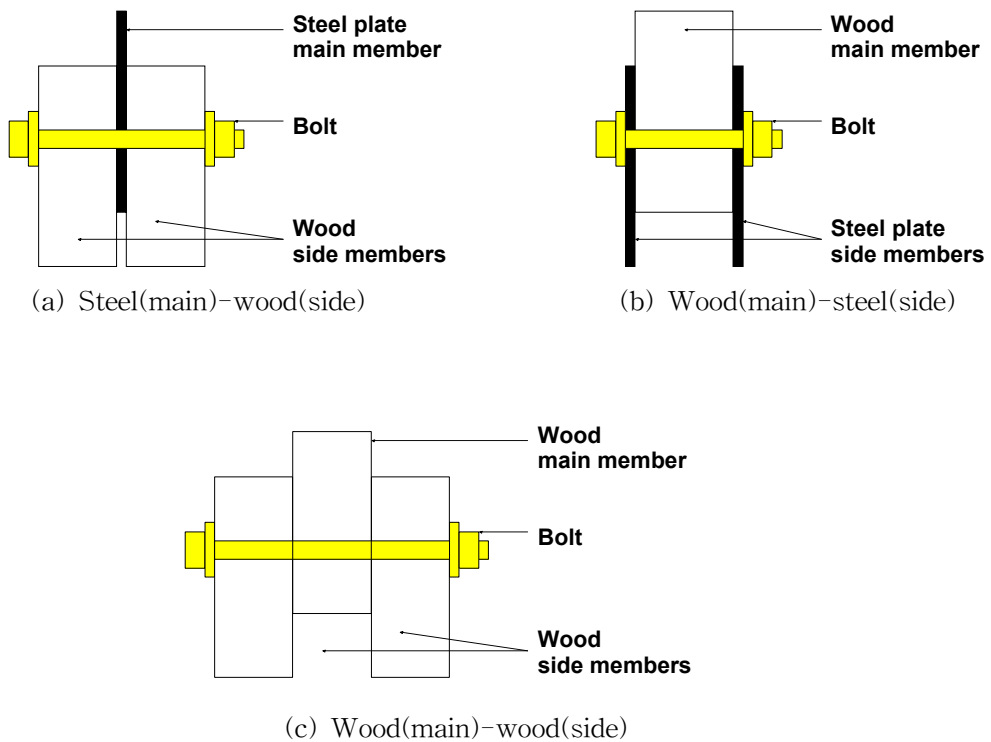 Steel plate
main member
Bolt
Wood
side members
(a) Steel(main)-wood(side)
Wood
main member
Bolt
Steel plate
side members
(b) Wood(main)-steel(side)
Wood
main member
Bolt
Wood
side members
(c) Wood(main)-wood(side)